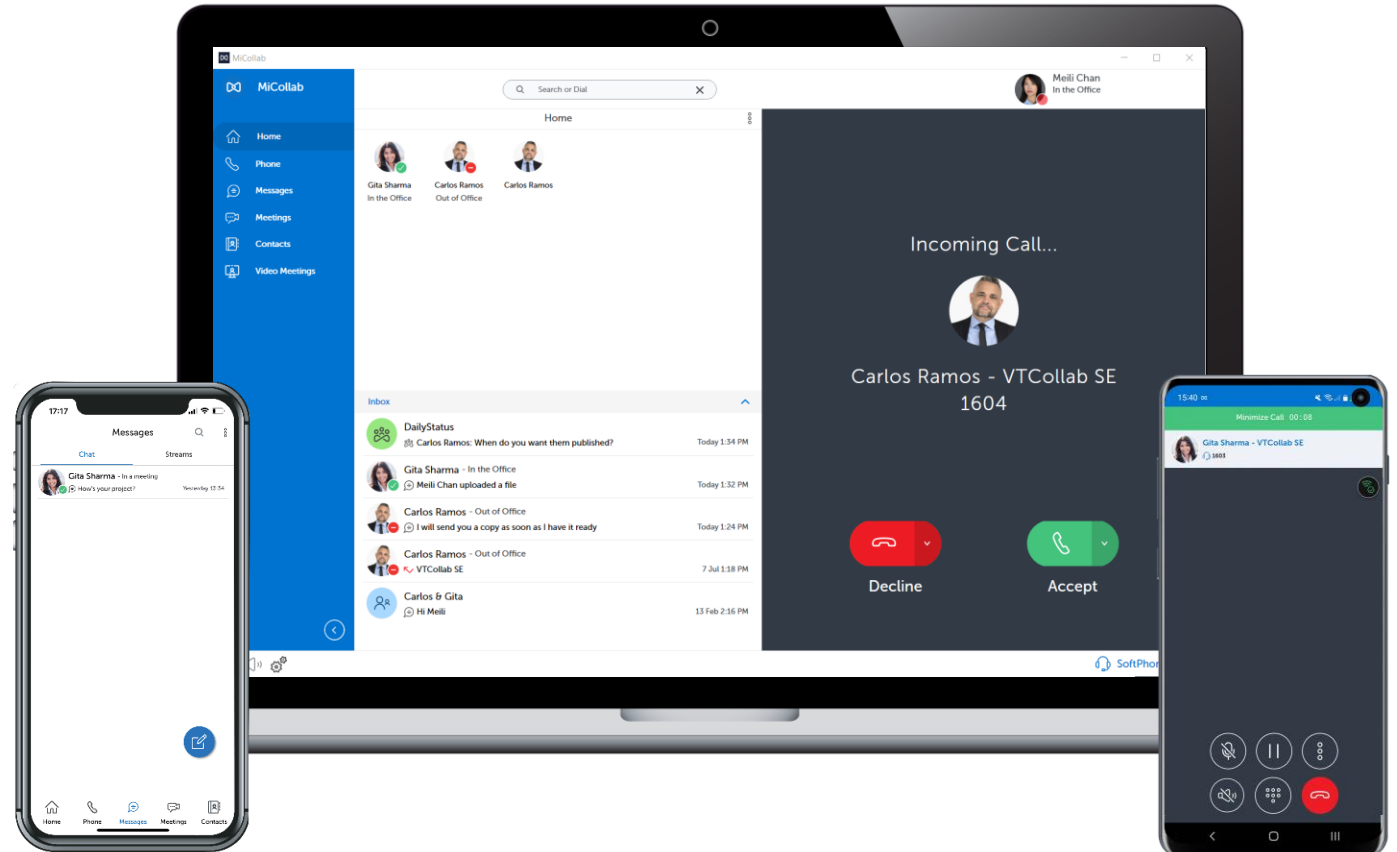 MiCollab
MiCollab
Search or Dial
Meili Chan
In the Office
Home
Phone
Messages
Meetings
Contacts
Video Meetings
Home
Gita Sharma
In the Office
Carlos Ramos
Out of Office
Carlos Ramos
Inbox
DailyStatus
Carlos Ramos: When do you want them published?
Today 1:34 PM
Gita Sharma - In the Office
Meili Chan uploaded a file
Today 1:32 PM
Carlos Ramos - Out of Office
I will send you a copy as soon as I have it ready
Today 1:24 PM
Carlos Ramos - Out of Office
VTCollab SE
7 Jul 1:18 PM
Carlos & Gita
Hi Meili
13 Feb 2:16 PM
Incoming Call...
Carlos Ramos - VTCollab SE
1604
Decline
Accept
SoftPhon
17:17
Messages
Chat
Streams
Gita Sharma - In a meeting
How's your project?
Yesterday 13:34
Home
Phone
Messages
Meetings
Contacts
15:40
Minimize Call 00:08
Gita Sharma - VTCollab SE
1603